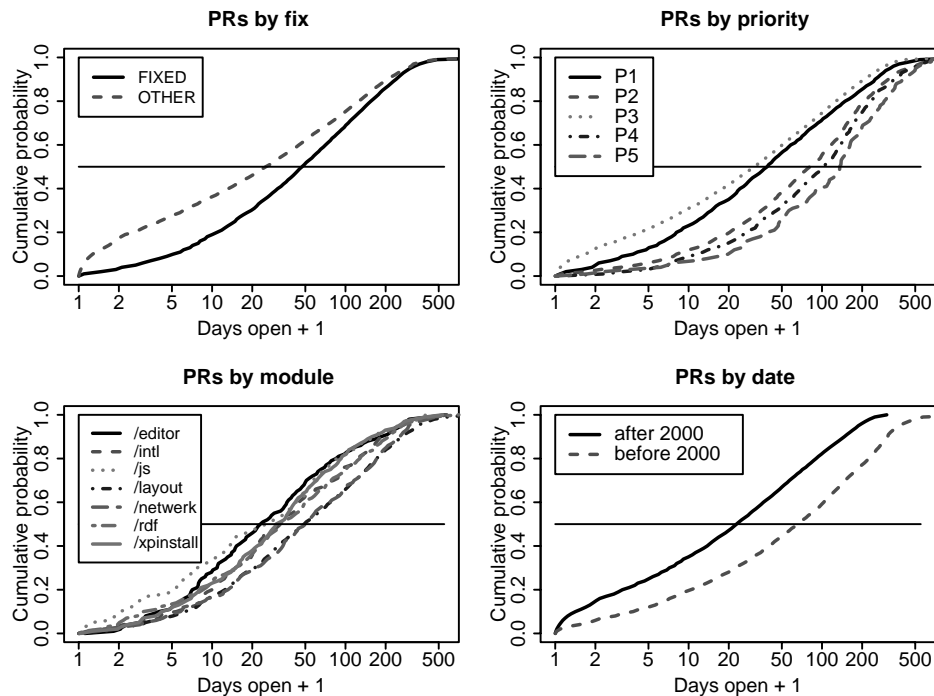 PRs by fix
Cumulative probability
0.0 0.2 0.4 0.6 0.8 1.0
FIXED
OTHER
1 2 5 10 20 50 100 500
Days open + 1
PRs by priority
Cumulative probability
0.0 0.2 0.4 0.6 0.8 1.0
P1
P2
P3
P4
P5
1 2 5 10 20 50 100 500
Days open + 1
PRs by module
Cumulative probability
0.0 0.2 0.4 0.6 0.8 1.0
/editor
/intl
/js
/layout
/netwerk
/rdf
/xpinstall
1 2 5 10 20 50 100 500
Days open + 1
PRs by date
Cumulative probability
0.0 0.2 0.4 0.6 0.8 1.0
after 2000
before 2000
1 2 5 10 20 50 100 500
Days open + 1